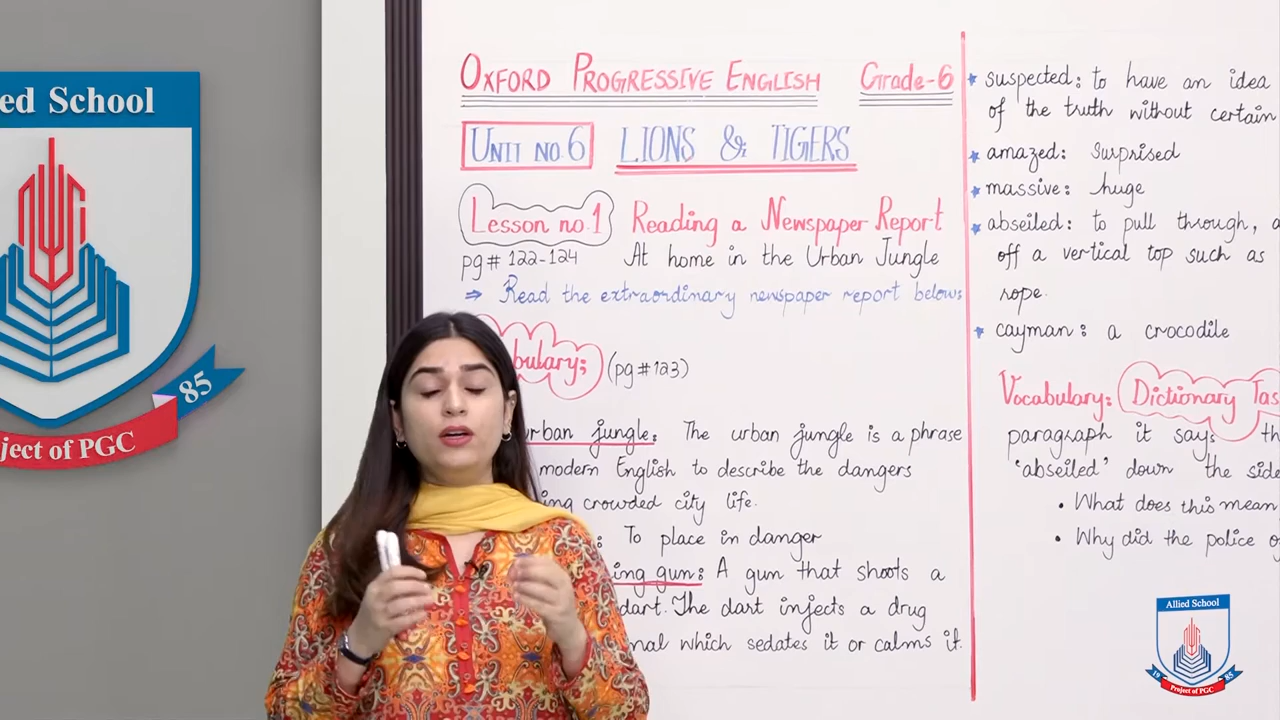 ed School
85
ject of PGC
OXFORD PROGRESSIVE ENGLISH Grade-6
UNIT NO.6 LIONS & TIGERS
Lesson no.1 Reading a Newspaper Report
pg# 122-124 At home in the Urban Jungle
⇒ Read the extraordinary newspaper report below:
bulary; (pg#123)
urban jungle: The urban jungle is a phrase
modern English to describe the dangers
ing crowded city life.
: To place in danger
ing gun: A gun that shoots a
dart. The dart injects a drug
mal which sedates it or calms it.
★ suspected: to have an idea
of the truth without certain
★ amazed: surprised
★ massive: huge
★ abseiled: to pull through, a
off a vertical top such as
rope.
★ cayman: a crocodile
Vocabulary: Dictionary Tas
paragraph it says th
'abseiled' down the side
• What does this mean
• Why did the police o
Allied School
19 85
Project of PGC